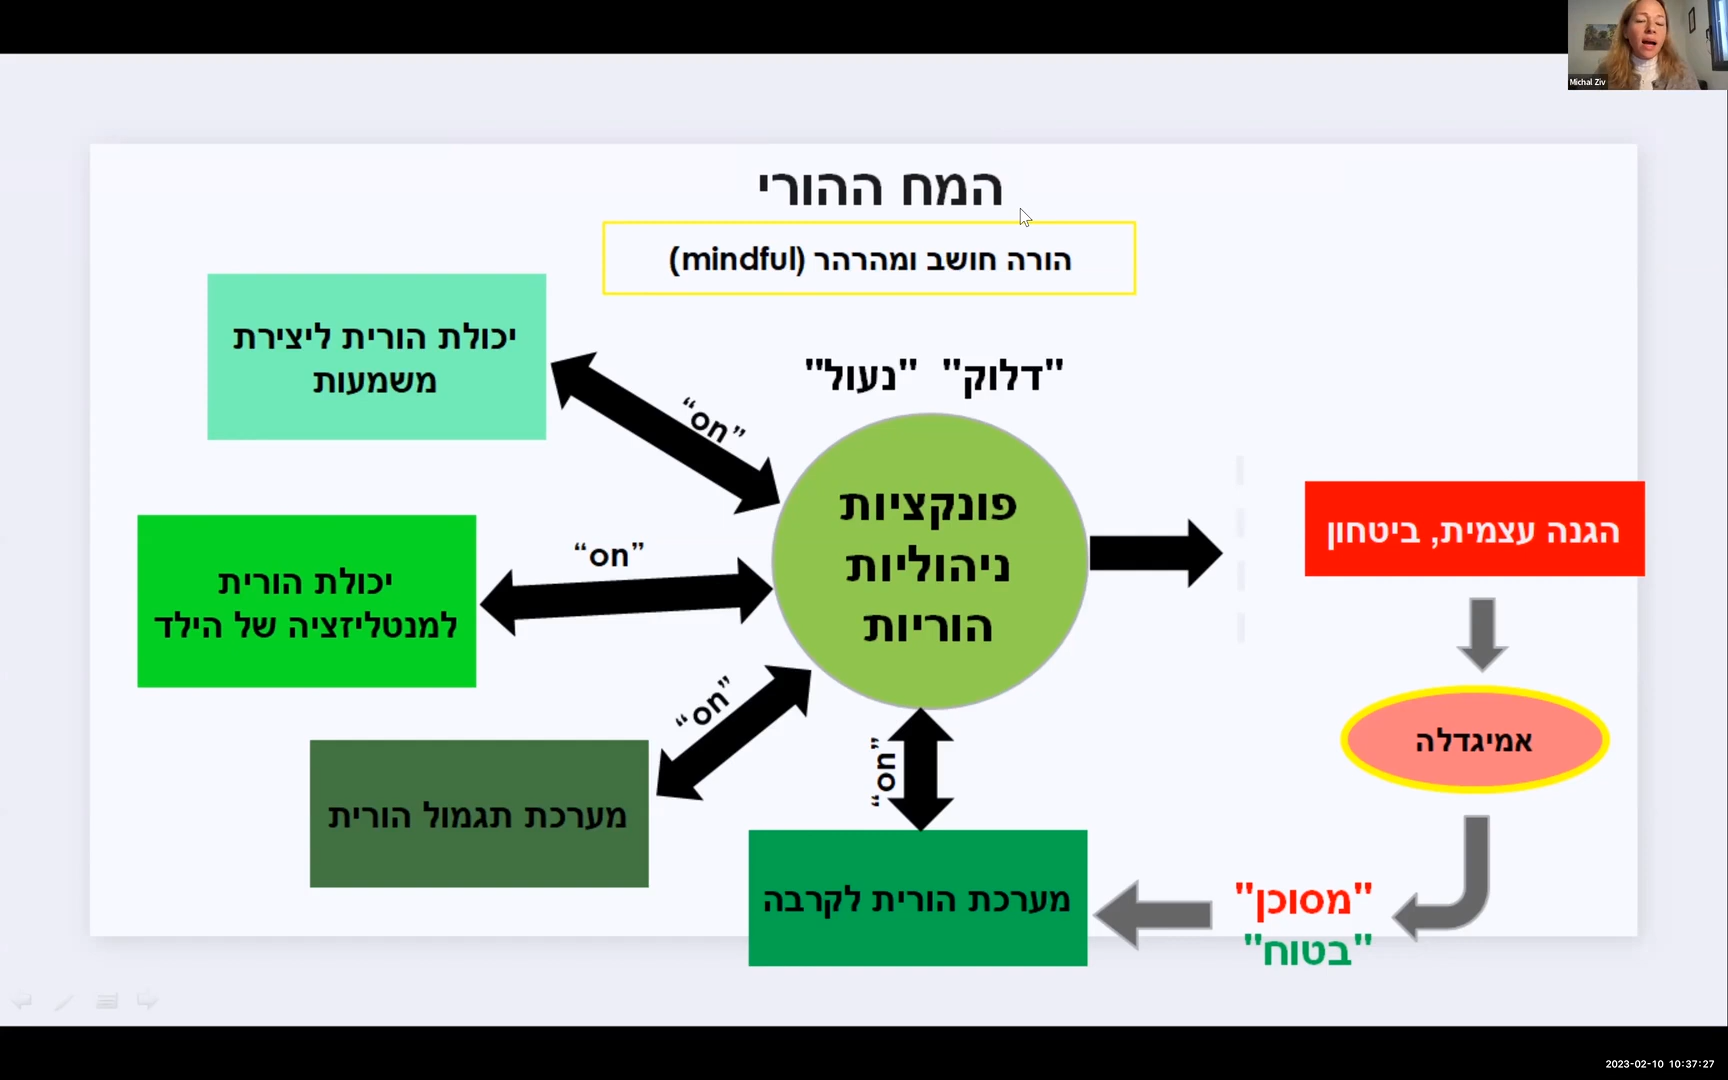 Michal Ziv
המח ההורי
הורה חושב ומהרהר (mindful)
יכולת הורית ליצירת
משמעות
"דלוק" "נעול"
“on”
פונקציות
ניהוליות
הוריות
הגנה עצמית, ביטחון
“on”
יכולת הורית
למנטליזציה של הילד
“on”
אמיגדלה
“on”
מערכת תגמול הורית
מערכת הורית לקרבה
"מסוכן"
"בטוח"
2023-02-10 10:37:27